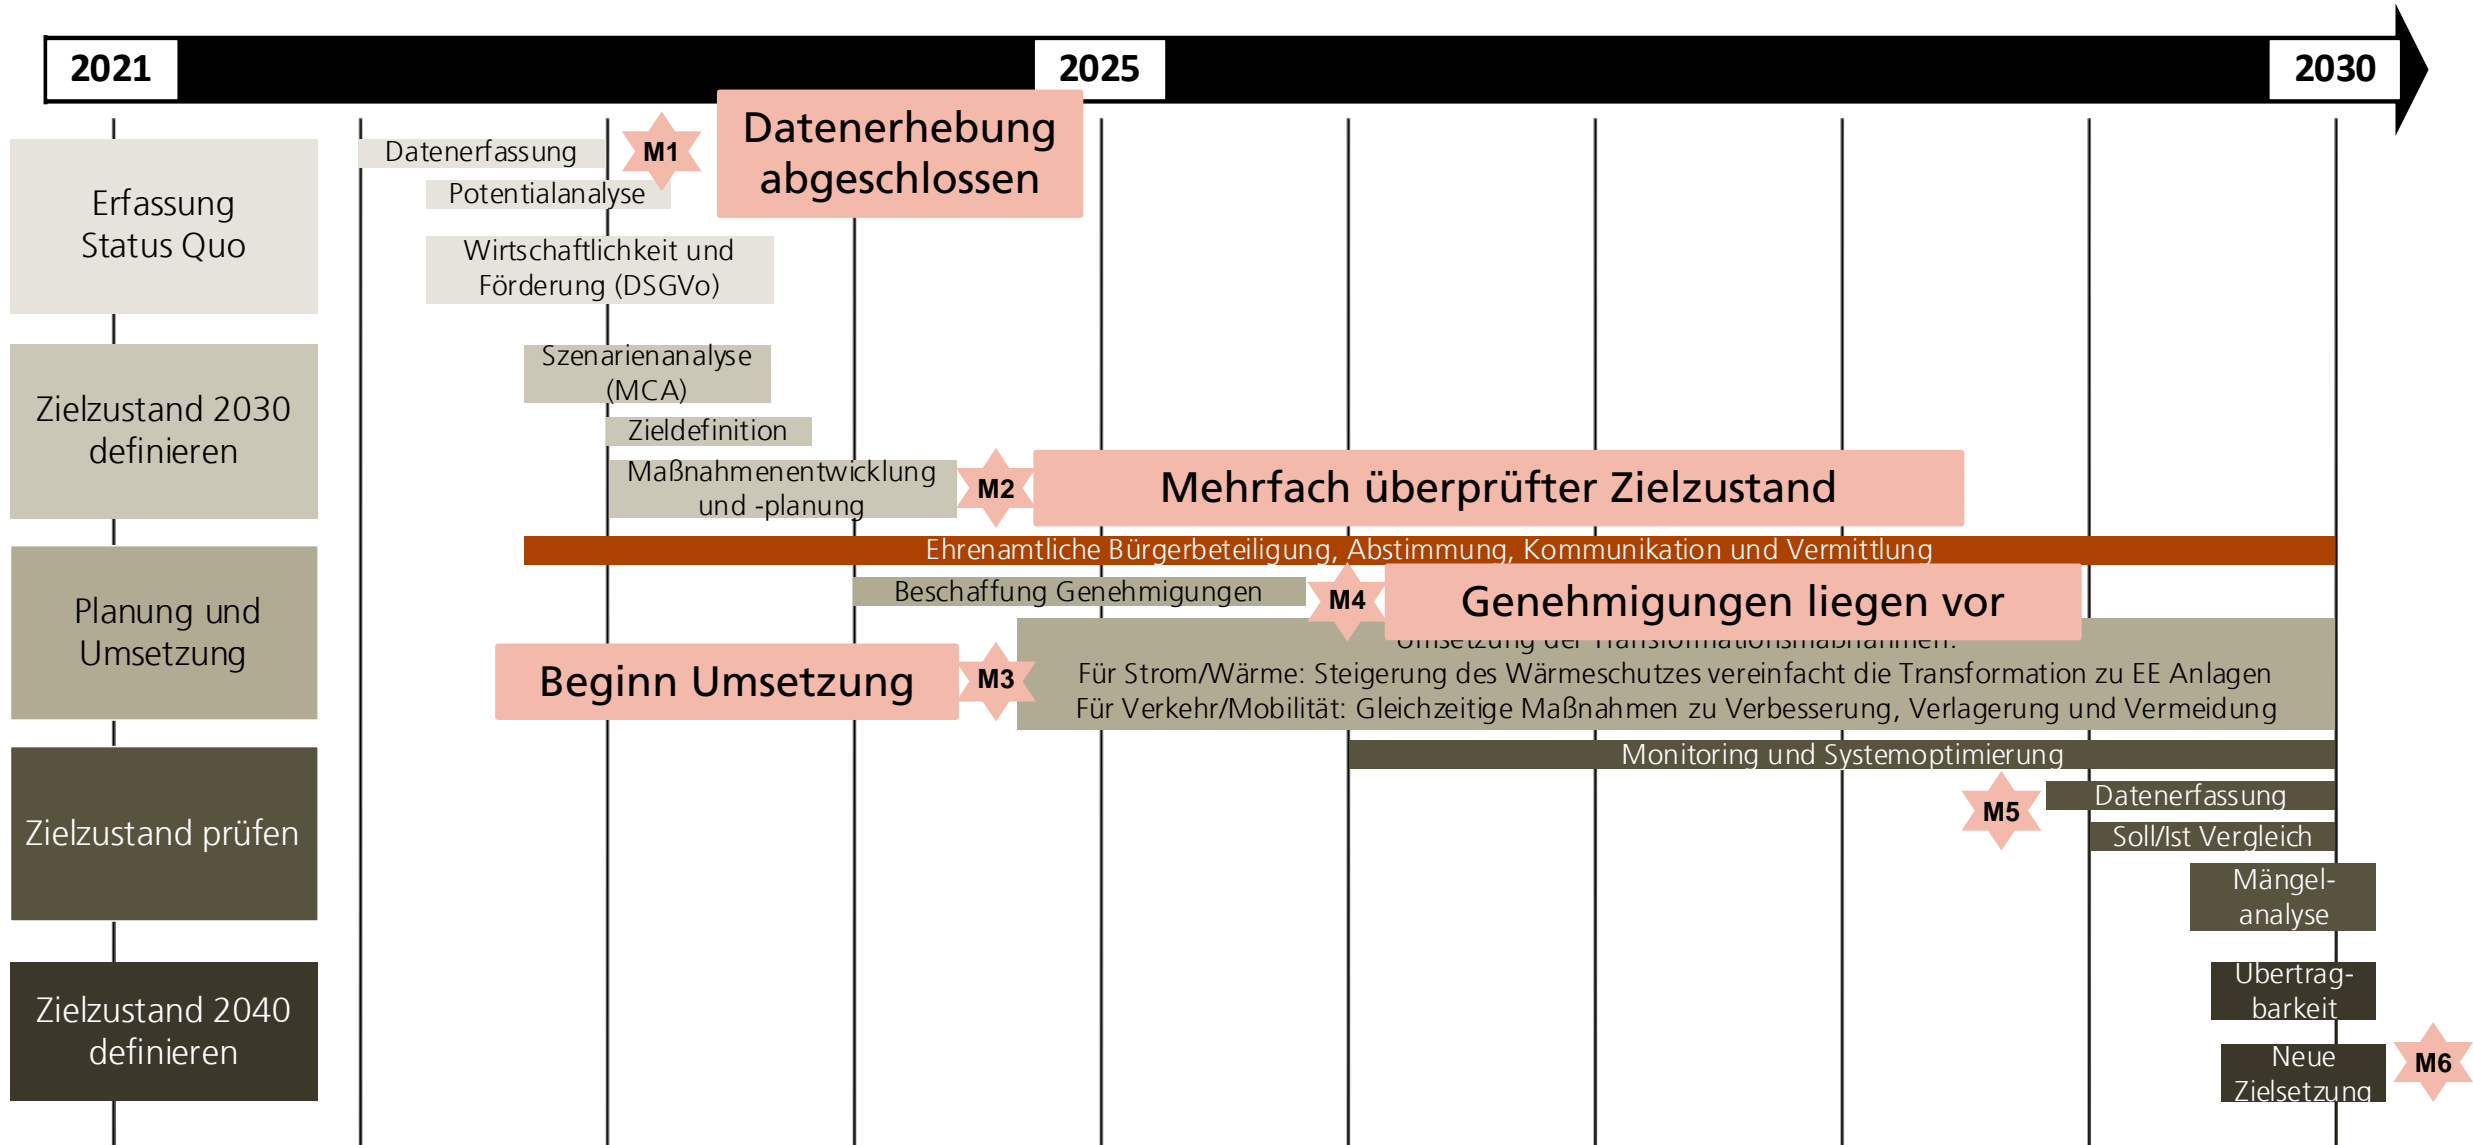 2021
2025
2030
Erfassung
Status Quo
Datenerfassung
M1
Datenerhebung
abgeschlossen
Potentialanalyse
Wirtschaftlichkeit und
Förderung (DSGVo)
Zielzustand 2030
definieren
Szenarienanalyse
(MCA)
Zieldefinition
Maßnahmenentwicklung
und -planung
M2
Mehrfach überprüfter Zielzustand
Planung und
Umsetzung
Ehrenamtliche Bürgerbeteiligung, Abstimmung, Kommunikation und Vermittlung
Beschaffung Genehmigungen
M4
Genehmigungen liegen vor
Beginn Umsetzung
M3
Umsetzung der Transformationsmaßnahmen:
Für Strom/Wärme: Steigerung des Wärmeschutzes vereinfacht die Transformation zu EE Anlagen
Für Verkehr/Mobilität: Gleichzeitige Maßnahmen zu Verbesserung, Verlagerung und Vermeidung
Zielzustand prüfen
Monitoring und Systemoptimierung
M5
Datenerfassung
Soll/Ist Vergleich
Mängel-
analyse
Zielzustand 2040
definieren
Übertrag-
barkeit
Neue
Zielsetzung
M6